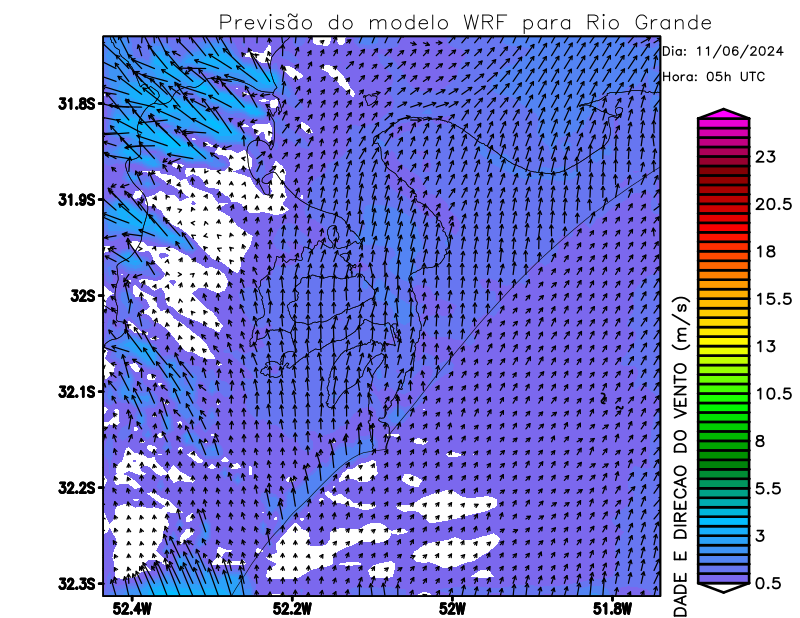 Previsão do modelo WRF para Rio Grande
Dia: 11/06/2024
Hora: 05h UTC
31.8S
31.9S
32S
32.1S
32.2S
32.3S
52.4W
52.2W
52W
51.8W
23
20.5
18
15.5
13
10.5
8
5.5
3
0.5
DADE E DIRECAO DO VENTO (m/s)